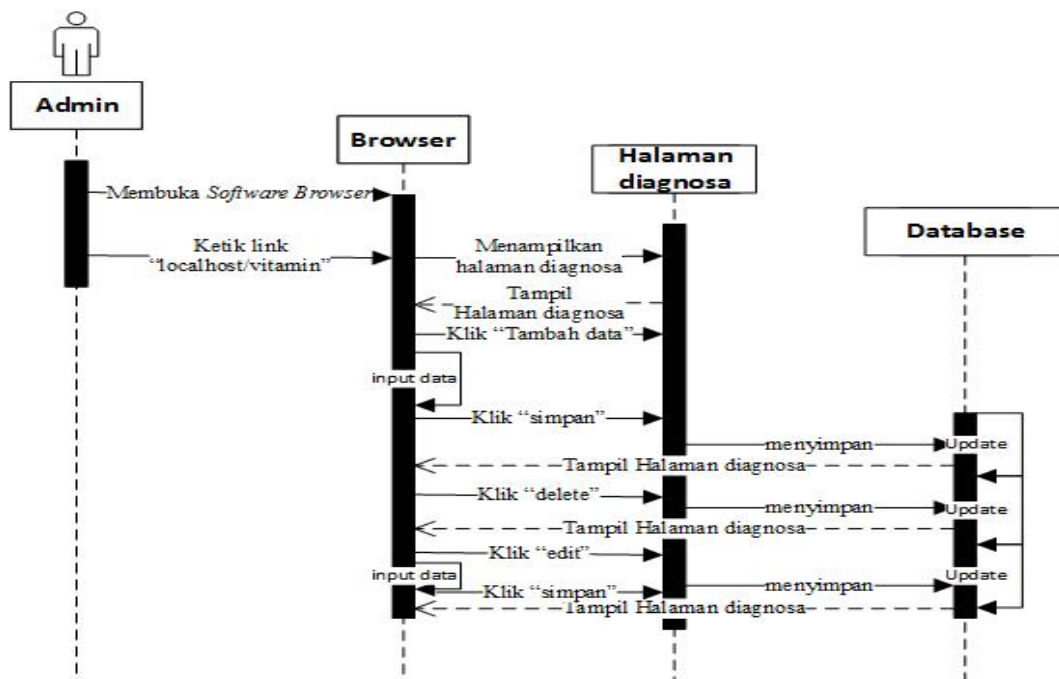 Admin
Browser
Halaman
diagnosa
Database
Membuka Software Browser
Ketik link
“localhost/vitamin”
Menampilkan
halaman diagnosa
Tampil
Halaman diagnosa
Klik “Tambah data”
input data
Klik “simpan”
menyimpan
Update
Tampil Halaman diagnosa
Klik “delete”
menyimpan
Update
Tampil Halaman diagnosa
Klik “edit”
input data
Klik “simpan”
menyimpan
Update
Tampil Halaman diagnosa